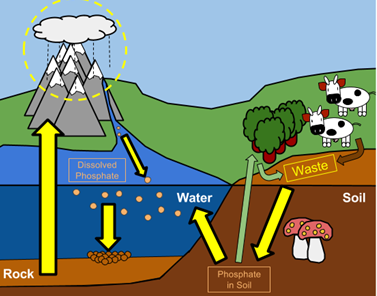 Dissolved
Phosphate
Waste
Water
Soil
Rock
Phosphate
in Soil